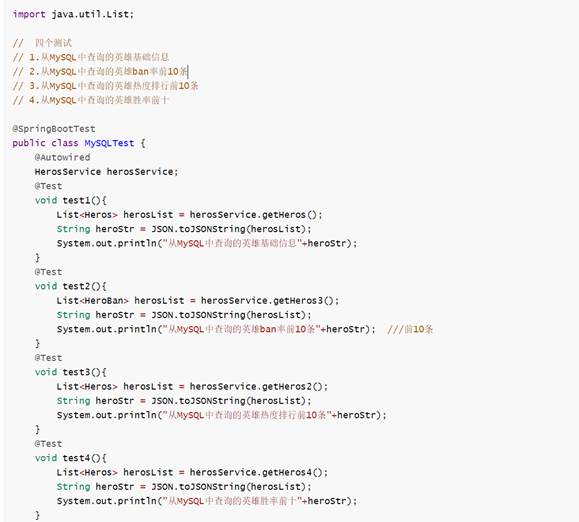 import java.util.List;
//  四个测试
// 1.从MySQL中查询的英雄基础信息
// 2.从MySQL中查询的英雄ban率前10条
// 3.从MySQL中查询的英雄热度排行前10条
// 4.从MySQL中查询的英雄胜率前十
@SpringBootTest
public class MySQLTest {
    @Autowired
    HerosService herosService;
    @Test
    void test1(){
        List<Heros> herosList = herosService.getHeros();
        String heroStr = JSON.toJSONString(herosList);
        System.out.println("从MySQL中查询的英雄基础信息"+heroStr);
    }
    @Test
    void test2(){
        List<HeroBan> herosList = herosService.getHeros3();
        String heroStr = JSON.toJSONString(herosList);
        System.out.println("从MySQL中查询的英雄ban率前10条"+heroStr);  ///前10条
    }
    @Test
    void test3(){
        List<Heros> herosList = herosService.getHeros2();
        String heroStr = JSON.toJSONString(herosList);
        System.out.println("从MySQL中查询的英雄热度排行前10条"+heroStr);
    }
    @Test
    void test4(){
        List<Heros> herosList = herosService.getHeros4();
        String heroStr = JSON.toJSONString(herosList);
        System.out.println("从MySQL中查询的英雄胜率前十"+heroStr);
    }